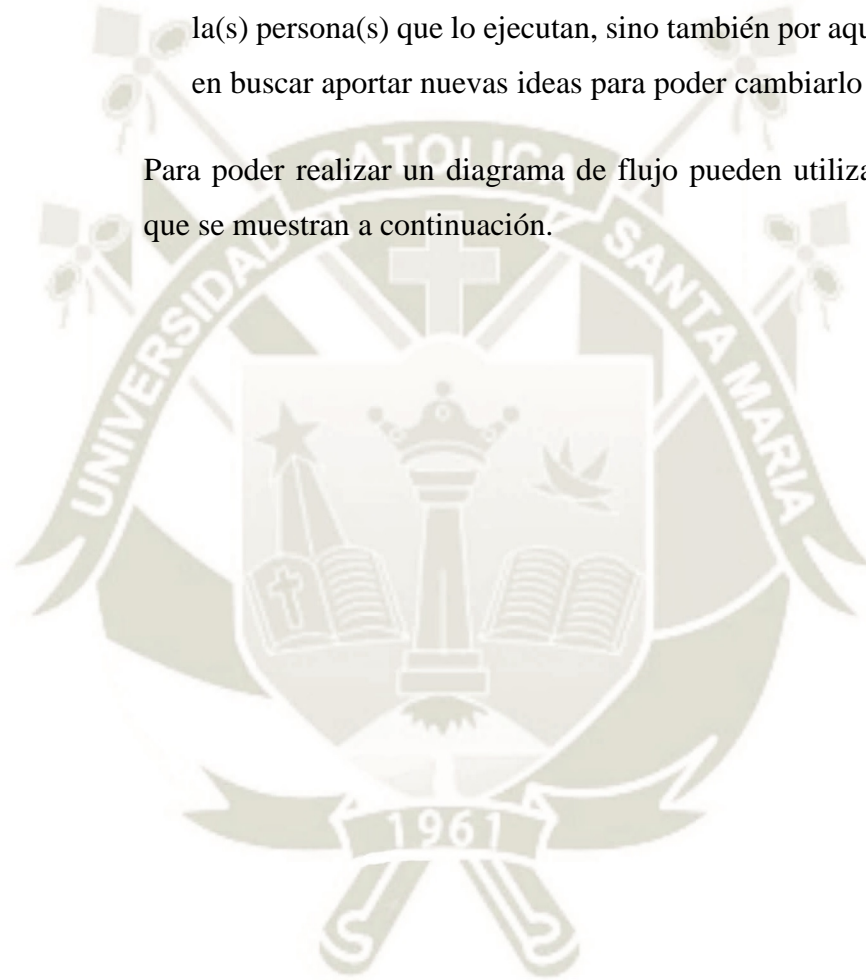 la(s) persona(s) que lo ejecutan, sino también por aqu
en buscar aportar nuevas ideas para poder cambiarlo
Para poder realizar un diagrama de flujo pueden utiliza
que se muestran a continuación.
UNIVERSIDAD CATOLICA SANTA MARIA
1961